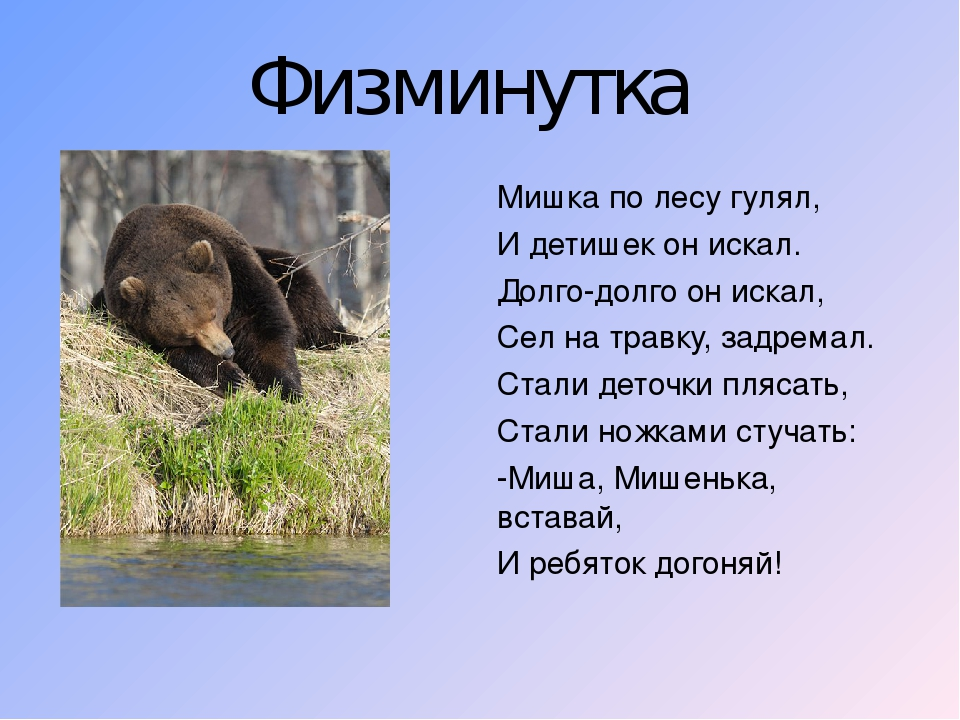 Физминутка
Мишка по лесу гулял,
И детишек он искал.
Долго-долго он искал,
Сел на травку, задремал.
Стали деточки плясать,
Стали ножками стучать:
-Миша, Мишенька,
вставай,
И ребяток догоняй!